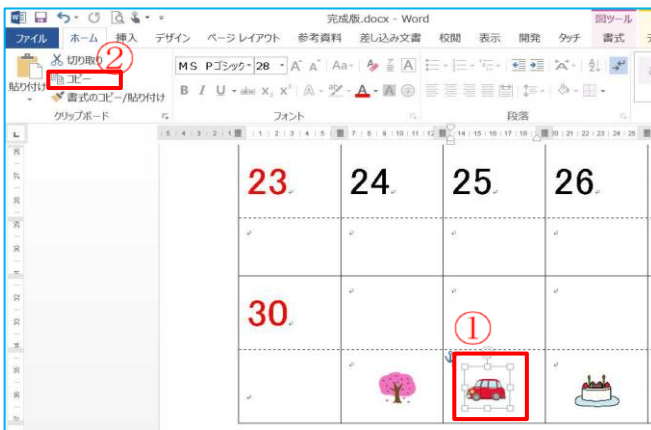 完成版.docx - Word
図ツール
ファイル ホーム 挿入 デザイン ページ レイアウト 参考資料 差し込み文書 校閲 表示 開発 タッチ 書式
切り取り
②
コピー
書式のコピー/貼り付け
貼り付け
クリップボード
MS Pゴシック 28 A A Aa A
B I U abc X₂ X² A A A
フォント
段落
23 24 25 26
30
①